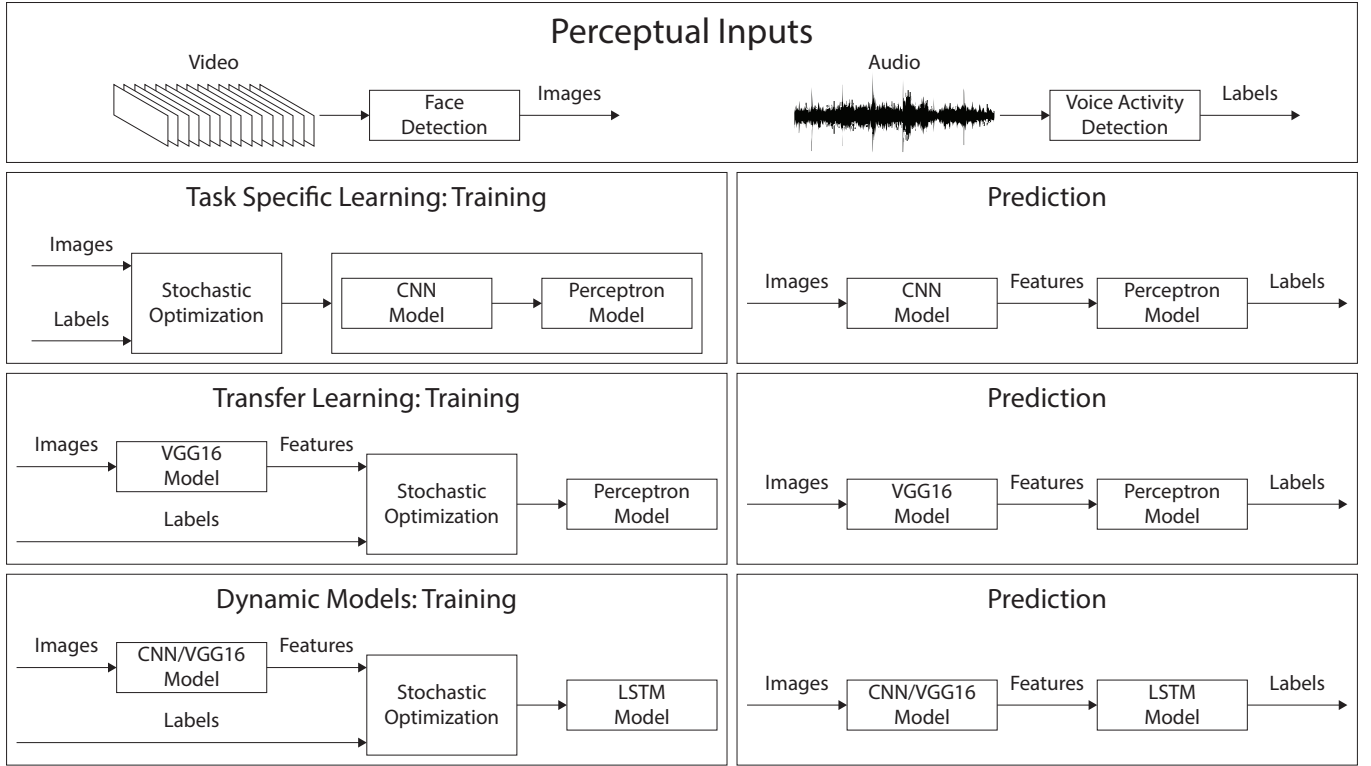 Perceptual Inputs
Video
Face
Detection
Images
Audio
Voice Activity
Detection
Labels
Task Specific Learning: Training
Images
Labels
Stochastic
Optimization
CNN
Model
Perceptron
Model
Prediction
Images
CNN
Model
Features
Perceptron
Model
Labels
Transfer Learning: Training
Images
VGG16
Model
Features
Labels
Stochastic
Optimization
Perceptron
Model
Prediction
Images
VGG16
Model
Features
Perceptron
Model
Labels
Dynamic Models: Training
Images
CNN/VGG16
Model
Features
Labels
Stochastic
Optimization
LSTM
Model
Prediction
Images
CNN/VGG16
Model
Features
LSTM
Model
Labels